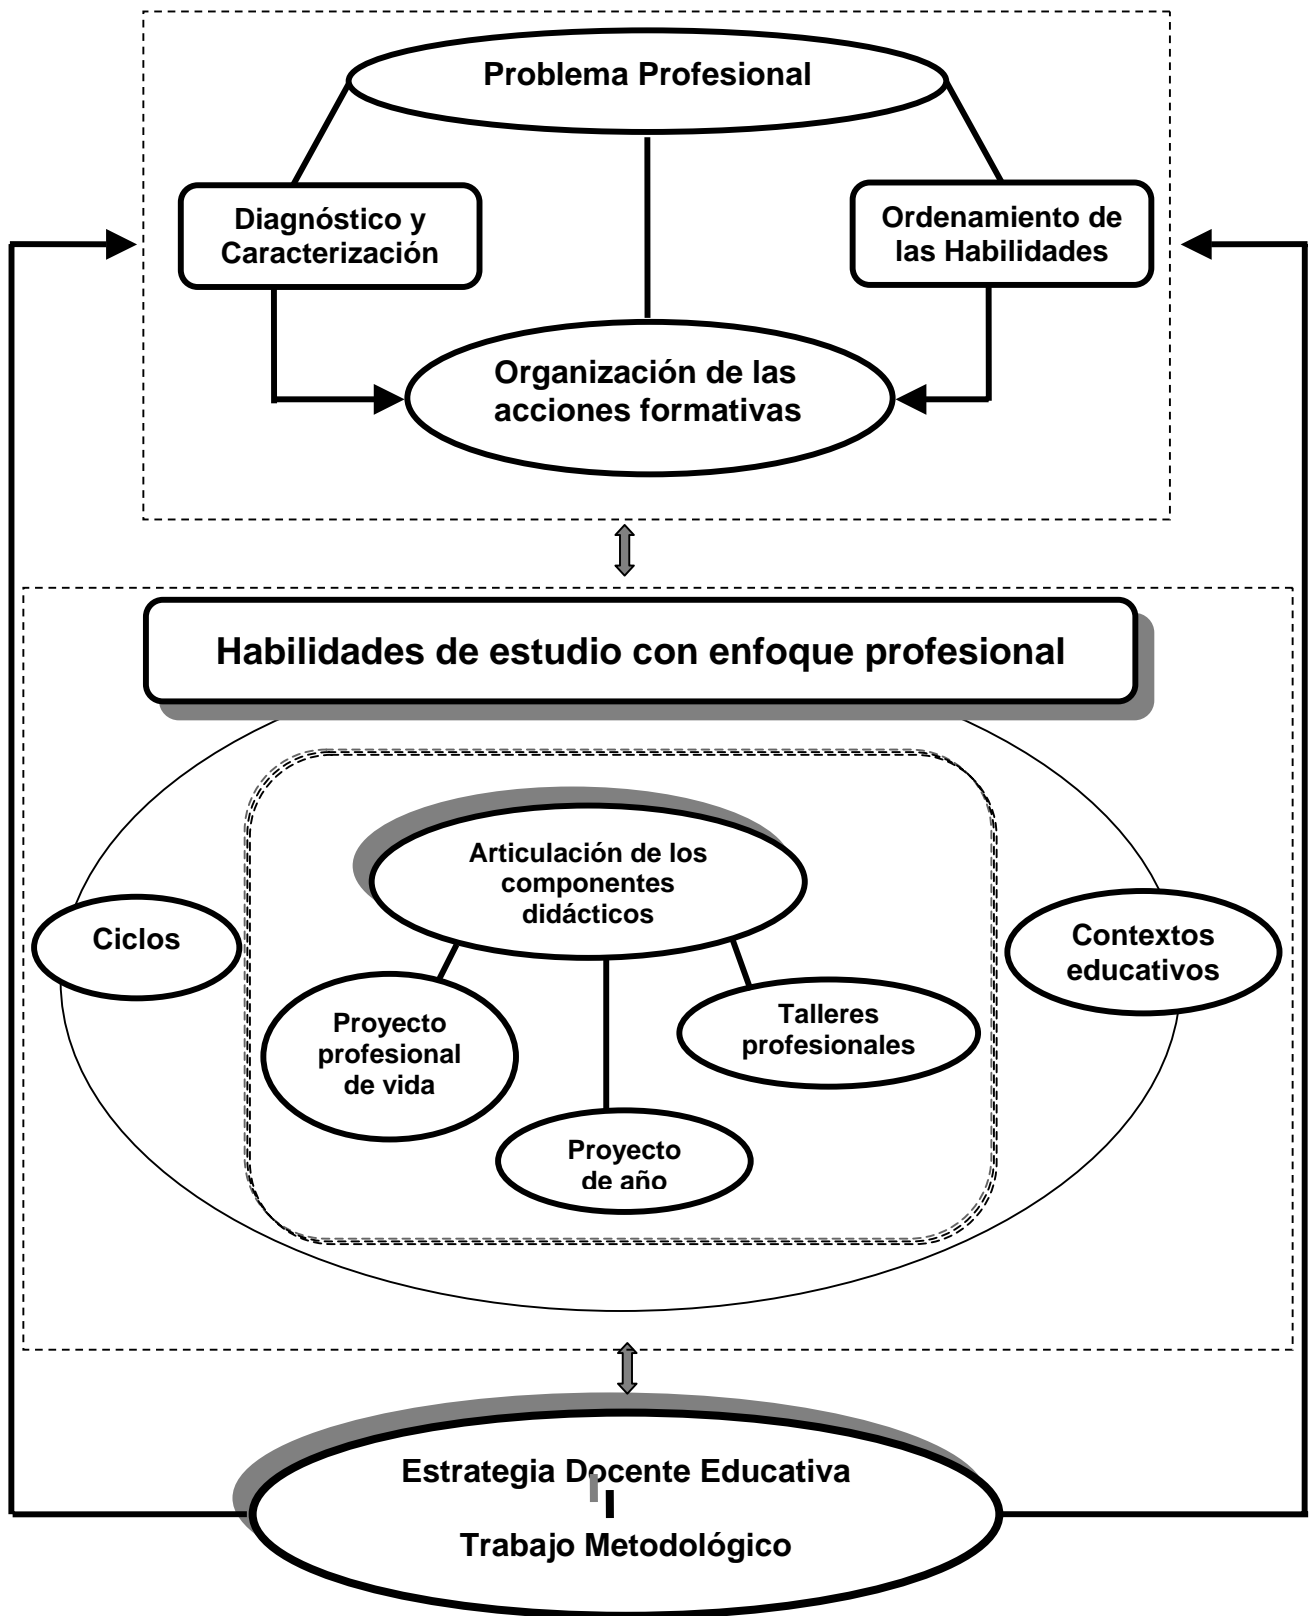 Problema Profesional
Diagnóstico y
Caracterización
Ordenamiento de
las Habilidades
Organización de las
acciones formativas
Habilidades de estudio con enfoque profesional
Articulación de los
componentes
didácticos
Ciclos
Contextos
educativos
Proyecto
profesional
de vida
Talleres
profesionales
Proyecto
de año
Estrategia Docente Educativa
Trabajo Metodológico